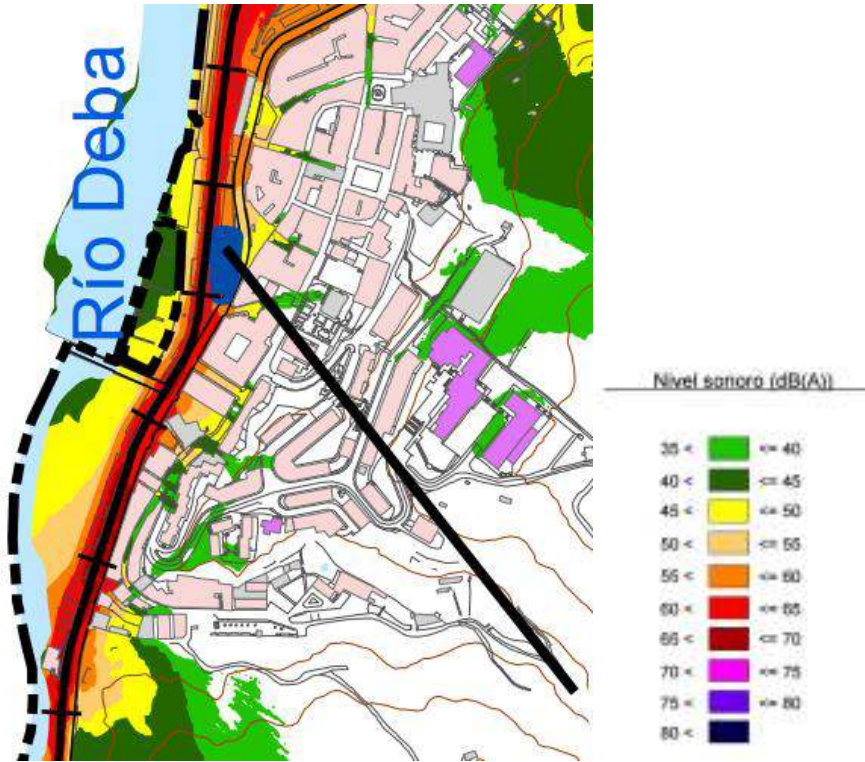 Río Deba
Nivel sonoro (dB(A))
35 < <= 40
40 < <= 45
45 < <= 50
50 < <= 55
55 < <= 60
60 < <= 65
65 < <= 70
70 < <= 75
75 < <= 80
80 <